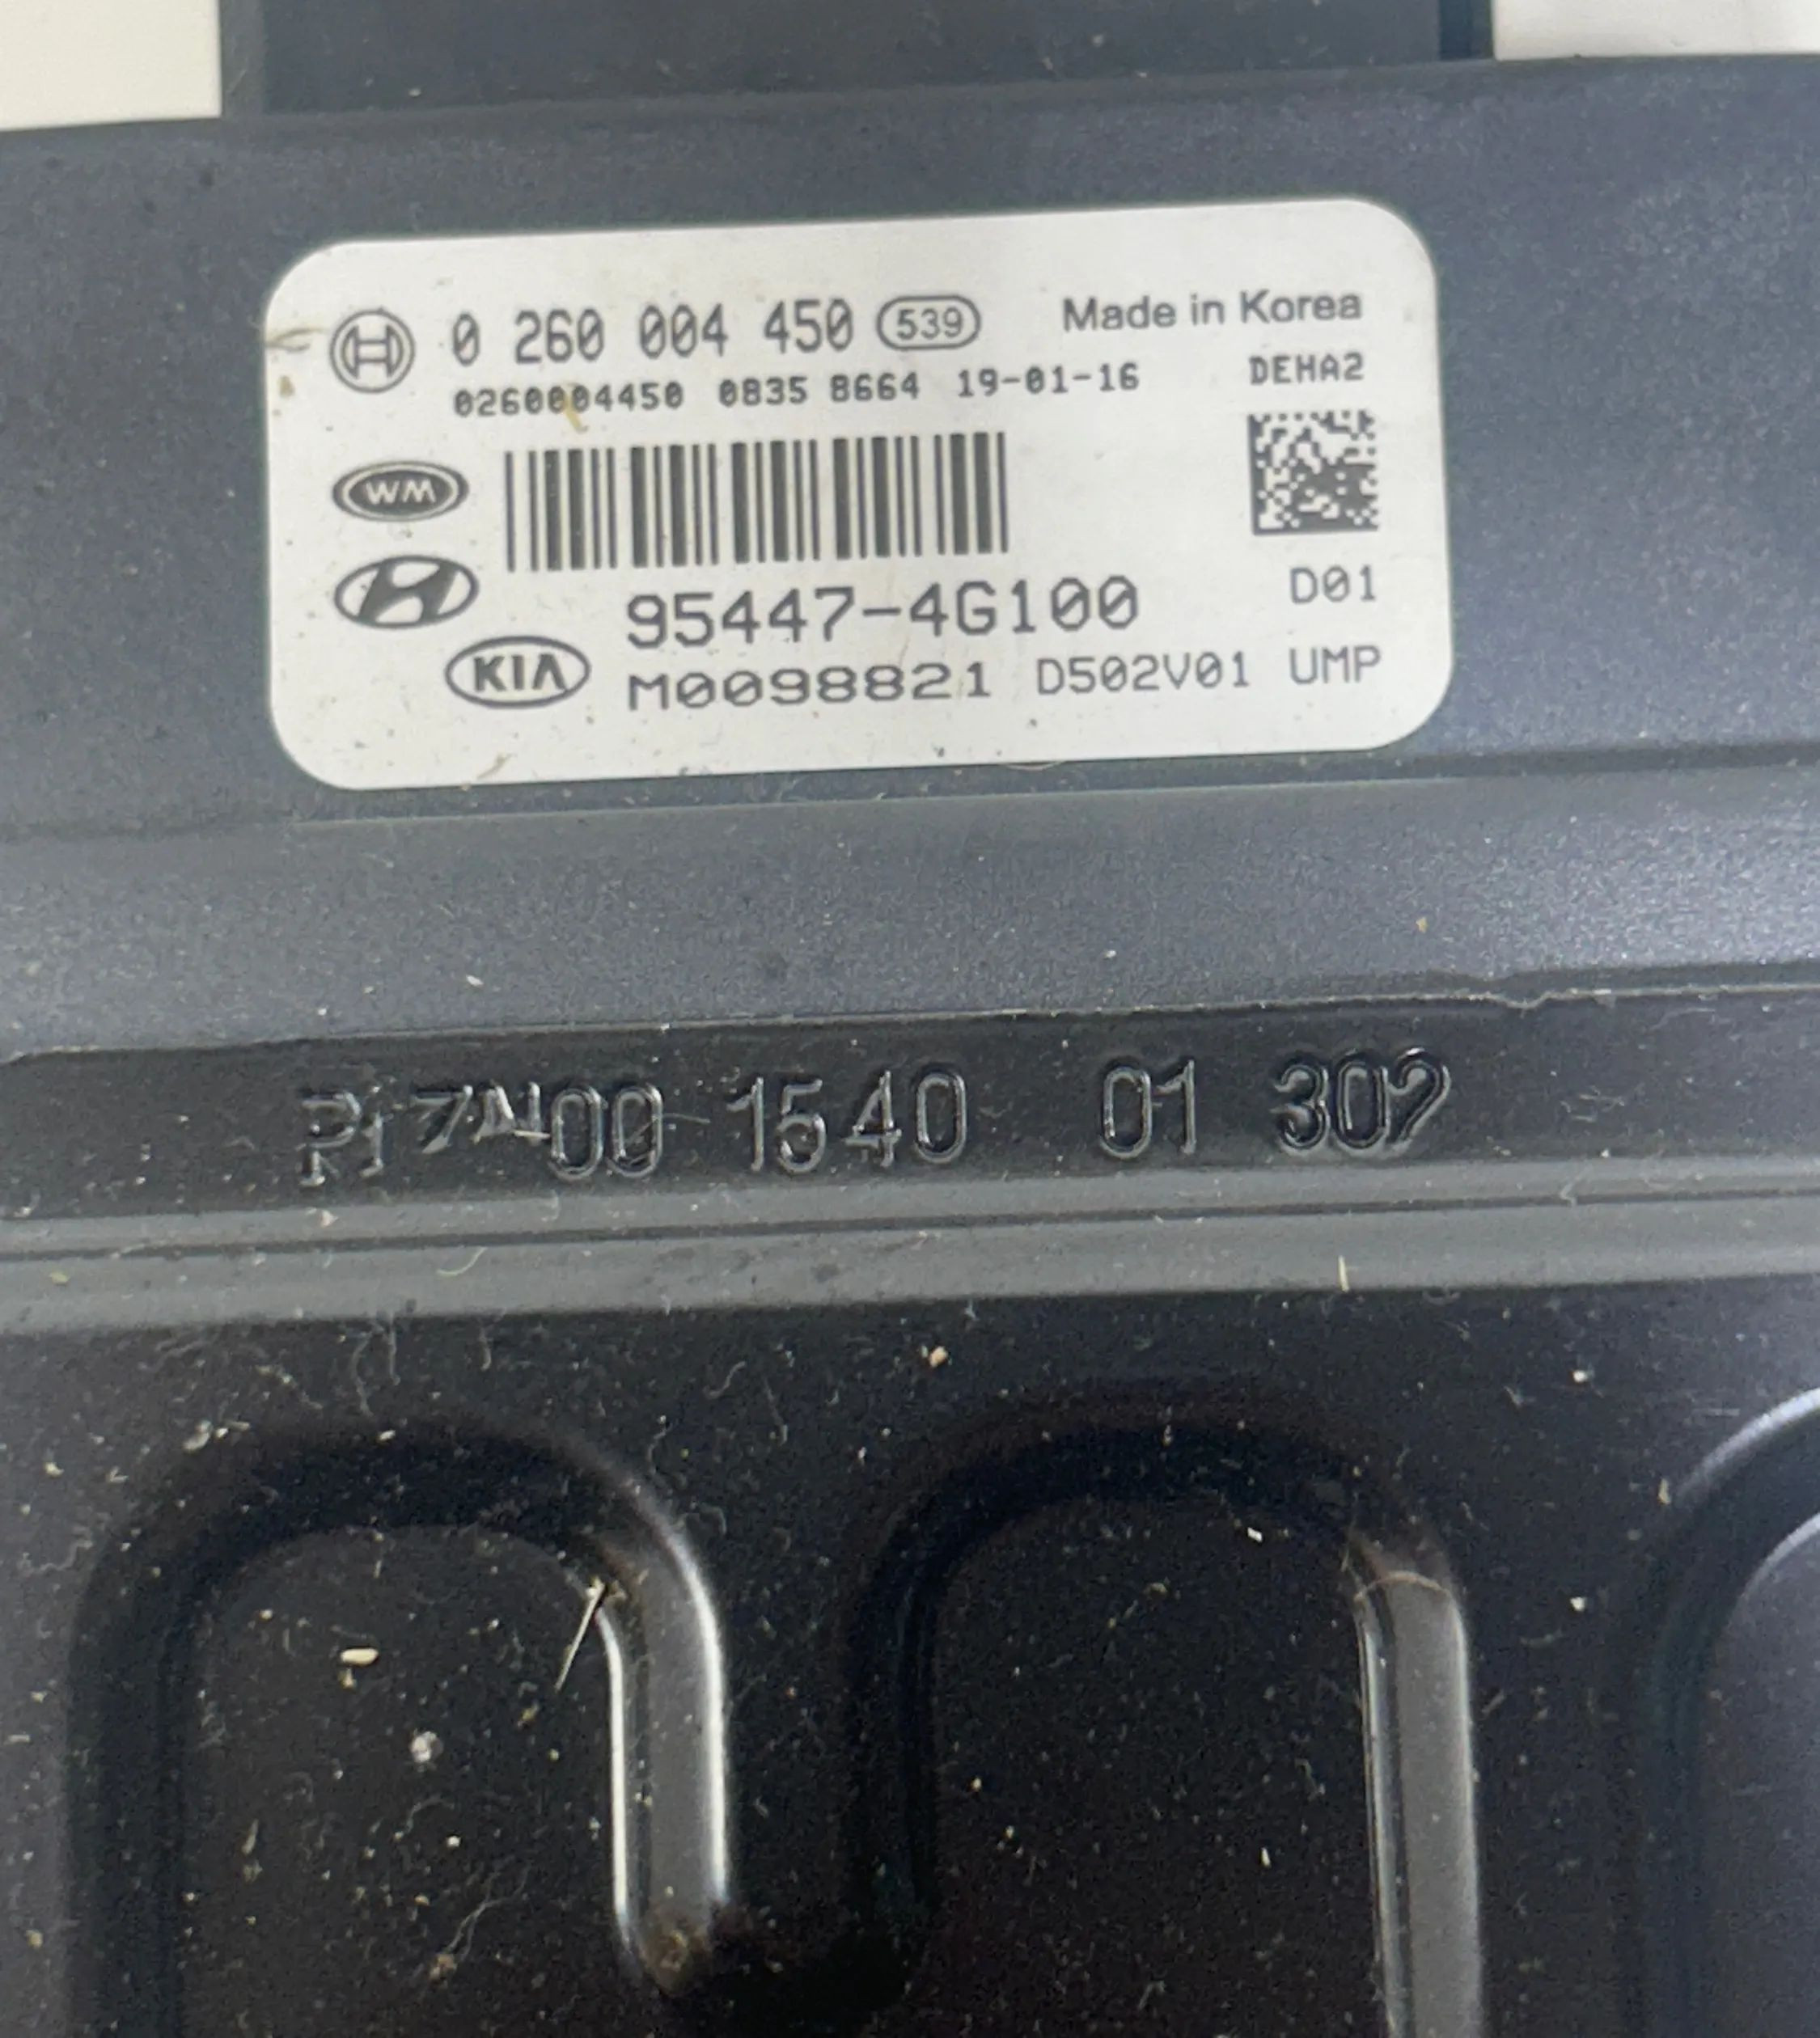 0 260 004 450 539 Made in Korea
0260004450 0835 8664 19-01-16 DEHA2
WM
95447-4G100 D01
KIA M0098821 D502V01 UMP
00 1540 01 302